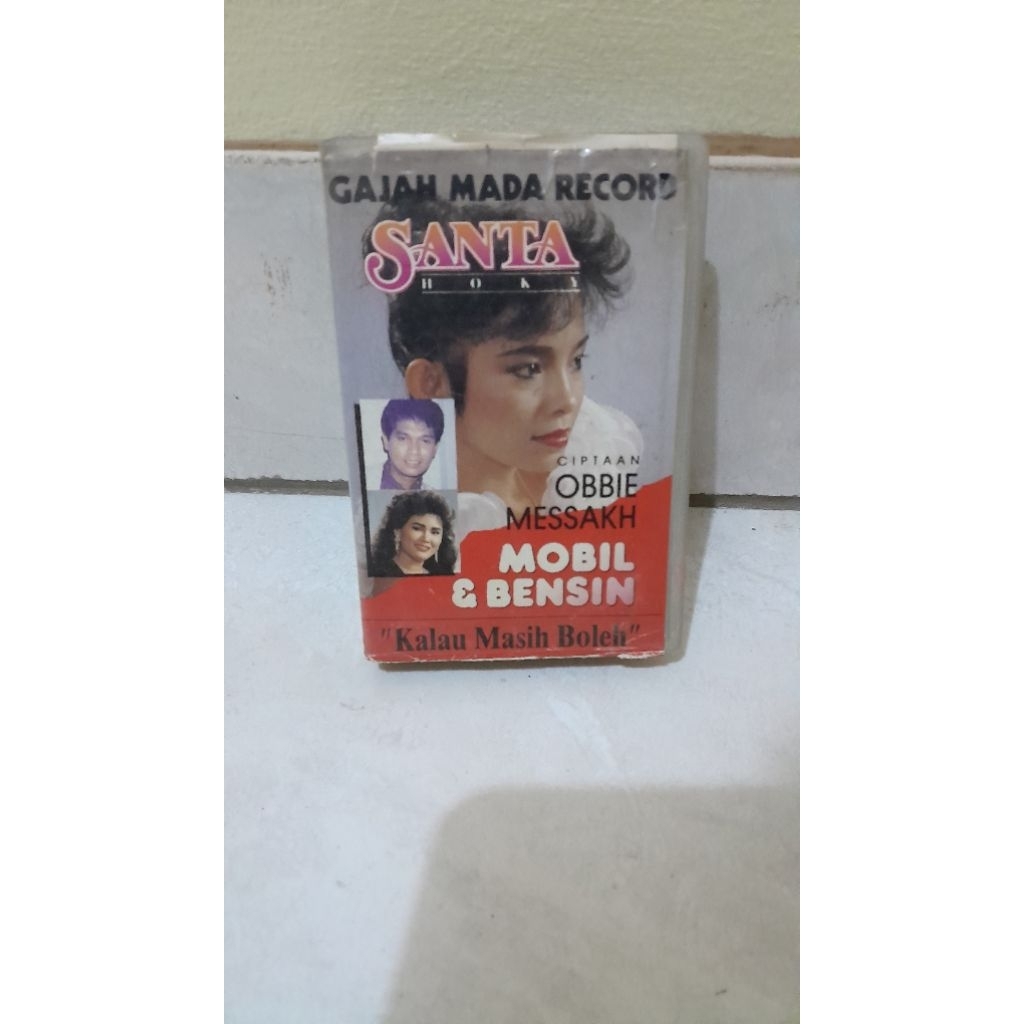 GAJAH MADA RECORD
SANTA
HOKY
CIPTAAN
OBBIE
MESSAKH
MOBIL
& BENSIN
"Kalau Masih Boleh"